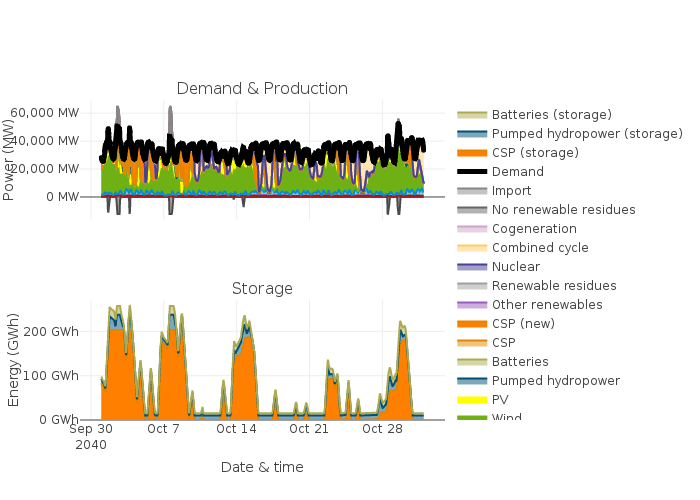 Demand & Production
Power (MW)
60,000 MW
40,000 MW
20,000 MW
0 MW
Storage
Energy (GWh)
200 GWh
100 GWh
0 GWh
Sep 30
2040
Oct 7
Oct 14
Oct 21
Oct 28
Date & time
Batteries (storage)
Pumped hydropower (storage)
CSP (storage)
Demand
Import
No renewable residues
Cogeneration
Combined cycle
Nuclear
Renewable residues
Other renewables
CSP (new)
CSP
Batteries
Pumped hydropower
PV
Wind